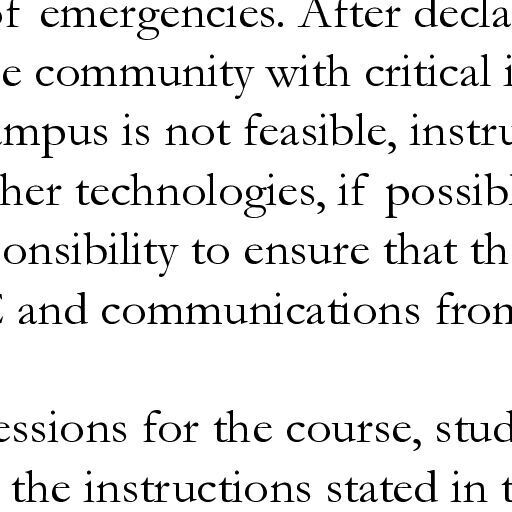 of emergencies. After decla
e community with critical i
mpus is not feasible, instru
her technologies, if possibl
onsibility to ensure that th
and communications from
essions for the course, stud
the instructions stated in t